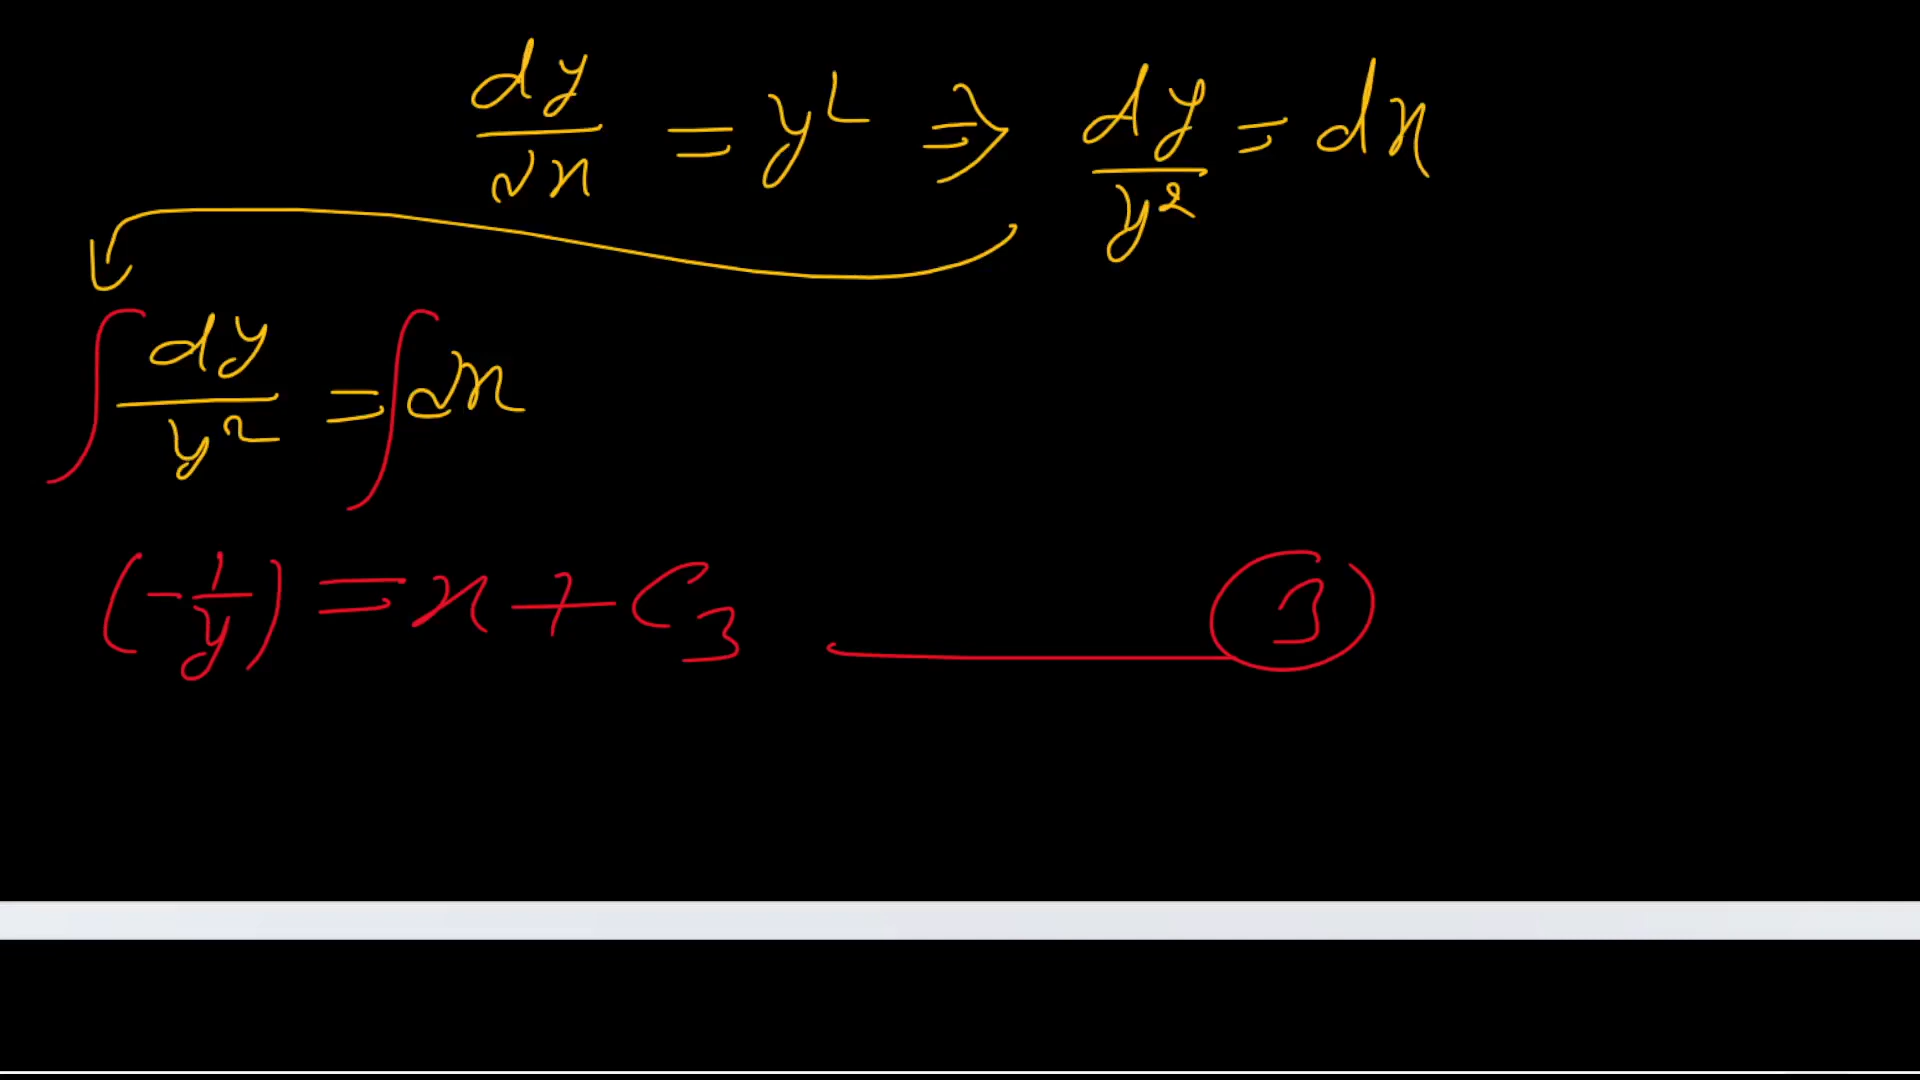 dy/dx = y² ⇒ dy/y² = dx
∫ dy/y² = ∫ dx
(-1/y) = x + C₃ ——— ③